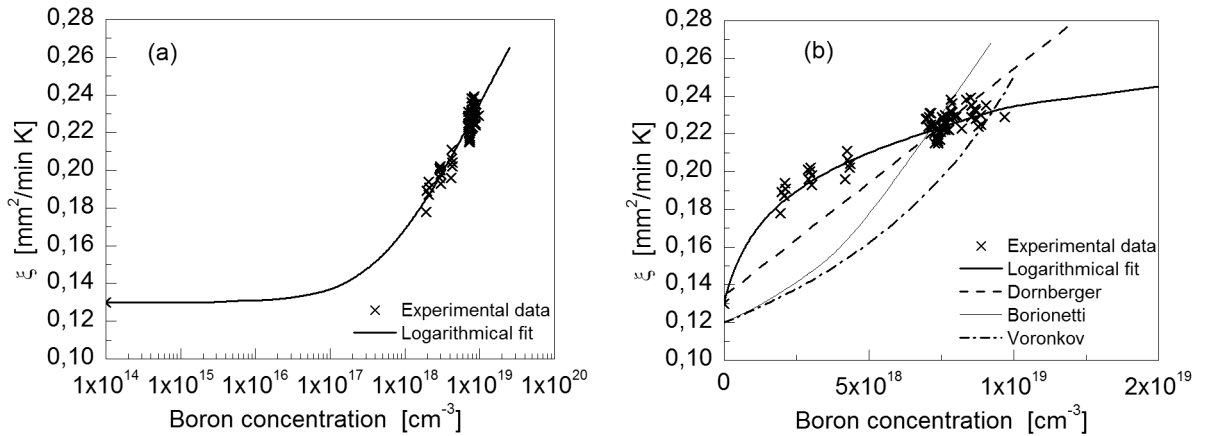 (a)
0,28
0,26
0,24
0,22
0,20
0,18
0,16
0,14
0,12
0,10
ξ [mm²/min K]
× Experimental data
Logarithmical fit
1x10¹⁴ 1x10¹⁵ 1x10¹⁶ 1x10¹⁷ 1x10¹⁸ 1x10¹⁹ 1x10²⁰
Boron concentration [cm⁻³]
(b)
0,28
0,26
0,24
0,22
0,20
0,18
0,16
0,14
0,12
0,10
ξ [mm²/min K]
× Experimental data
Logarithmical fit
Dornberger
Borionetti
Voronkov
0 5x10¹⁸ 1x10¹⁹ 2x10¹⁹
Boron concentration [cm⁻³]